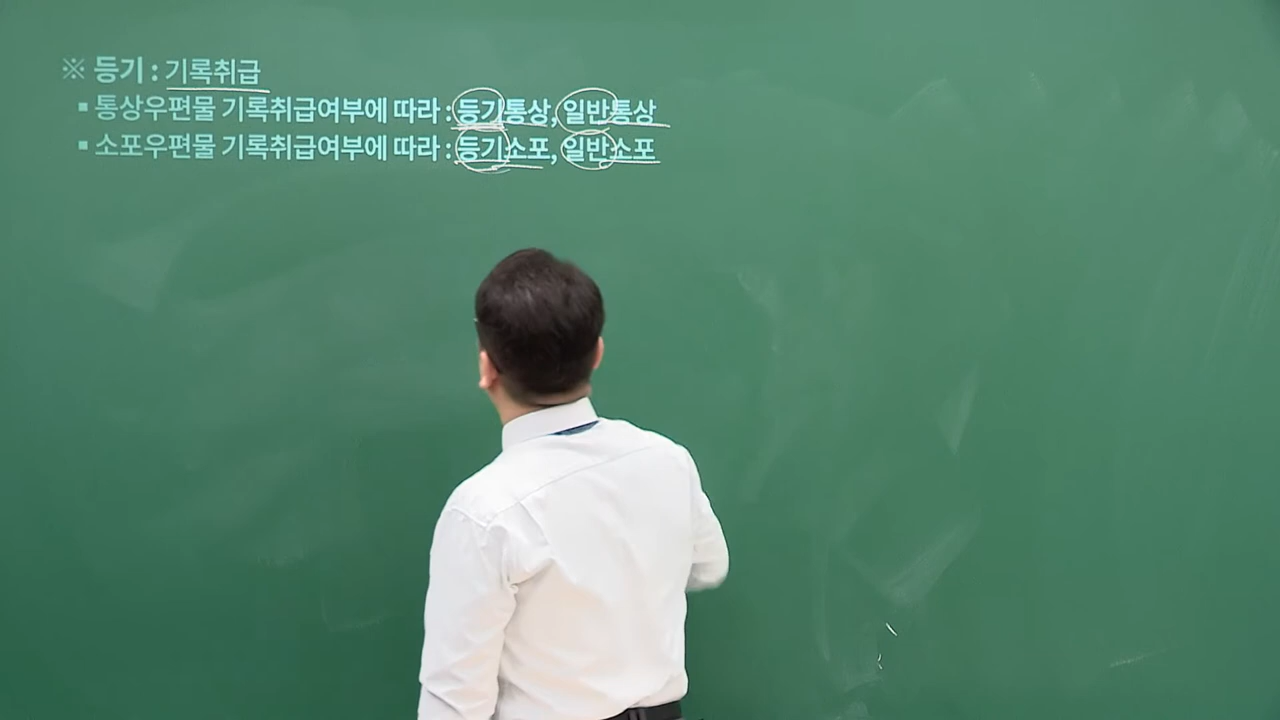 ※ 등기 : 기록취급
▪ 통상우편물 기록취급여부에 따라 : 등기통상, 일반통상
▪ 소포우편물 기록취급여부에 따라 : 등기소포, 일반소포